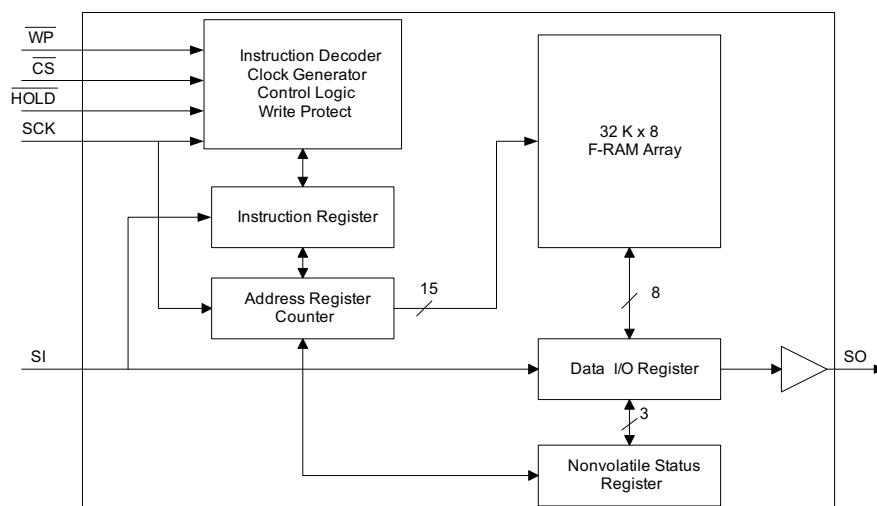 WP
CS
HOLD
SCK
Instruction Decoder
Clock Generator
Control Logic
Write Protect
32 K x 8
F-RAM Array
Instruction Register
Address Register
Counter
15
8
SI
Data I/O Register
SO
3
Nonvolatile Status
Register